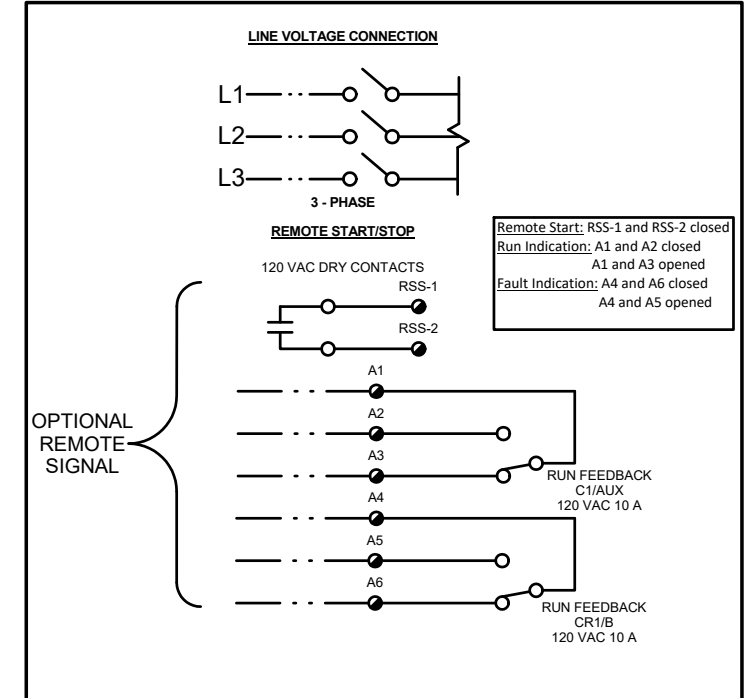 LINE VOLTAGE CONNECTION
L1
L2
L3
3 - PHASE
REMOTE START/STOP
Remote Start: RSS-1 and RSS-2 closed
Run Indication: A1 and A2 closed
A1 and A3 opened
Fault Indication: A4 and A6 closed
A4 and A5 opened
120 VAC DRY CONTACTS
RSS-1
RSS-2
OPTIONAL
REMOTE
SIGNAL
A1
A2
A3
RUN FEEDBACK
C1/AUX
120 VAC 10 A
A4
A5
A6
RUN FEEDBACK
CR1/B
120 VAC 10 A